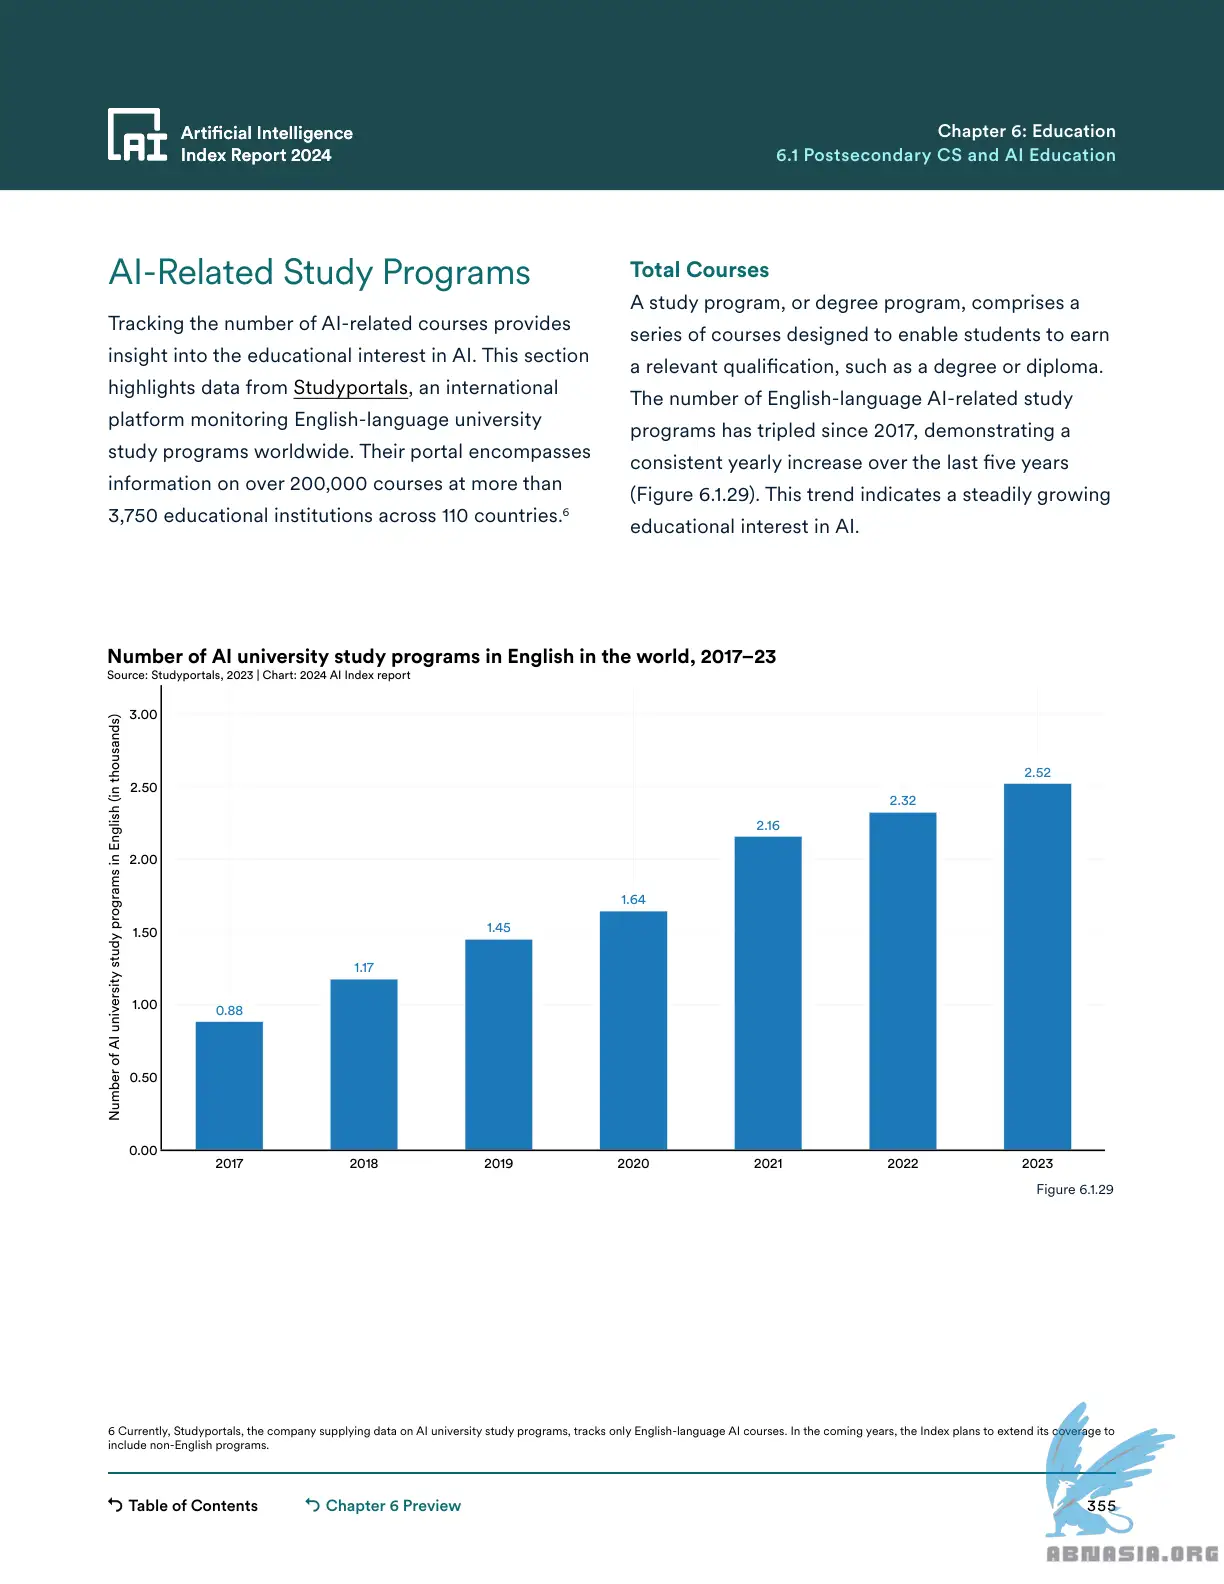 Artificial Intelligence
Index Report 2024
Chapter 6: Education
6.1 Postsecondary CS and AI Education
AI-Related Study Programs
Tracking the number of AI-related courses provides
insight into the educational interest in AI. This section
highlights data from Studyportals, an international
platform monitoring English-language university
study programs worldwide. Their portal encompasses
information on over 200,000 courses at more than
3,750 educational institutions across 110 countries.6
Total Courses
A study program, or degree program, comprises a
series of courses designed to enable students to earn
a relevant qualification, such as a degree or diploma.
The number of English-language AI-related study
programs has tripled since 2017, demonstrating a
consistent yearly increase over the last five years
(Figure 6.1.29). This trend indicates a steadily growing
educational interest in AI.
Number of AI university study programs in English in the world, 2017–23
Source: Studyportals, 2023 | Chart: 2024 AI Index report
Number of AI university study programs in English (in thousands)
3.00
2.50
2.00
1.50
1.00
0.50
0.00
0.88
1.17
1.45
1.64
2.16
2.32
2.52
2017
2018
2019
2020
2021
2022
2023
Figure 6.1.29
6 Currently, Studyportals, the company supplying data on AI university study programs, tracks only English-language AI courses. In the coming years, the Index plans to extend its coverage to
include non-English programs.
Table of Contents
Chapter 6 Preview
355
ABNASIA.ORG